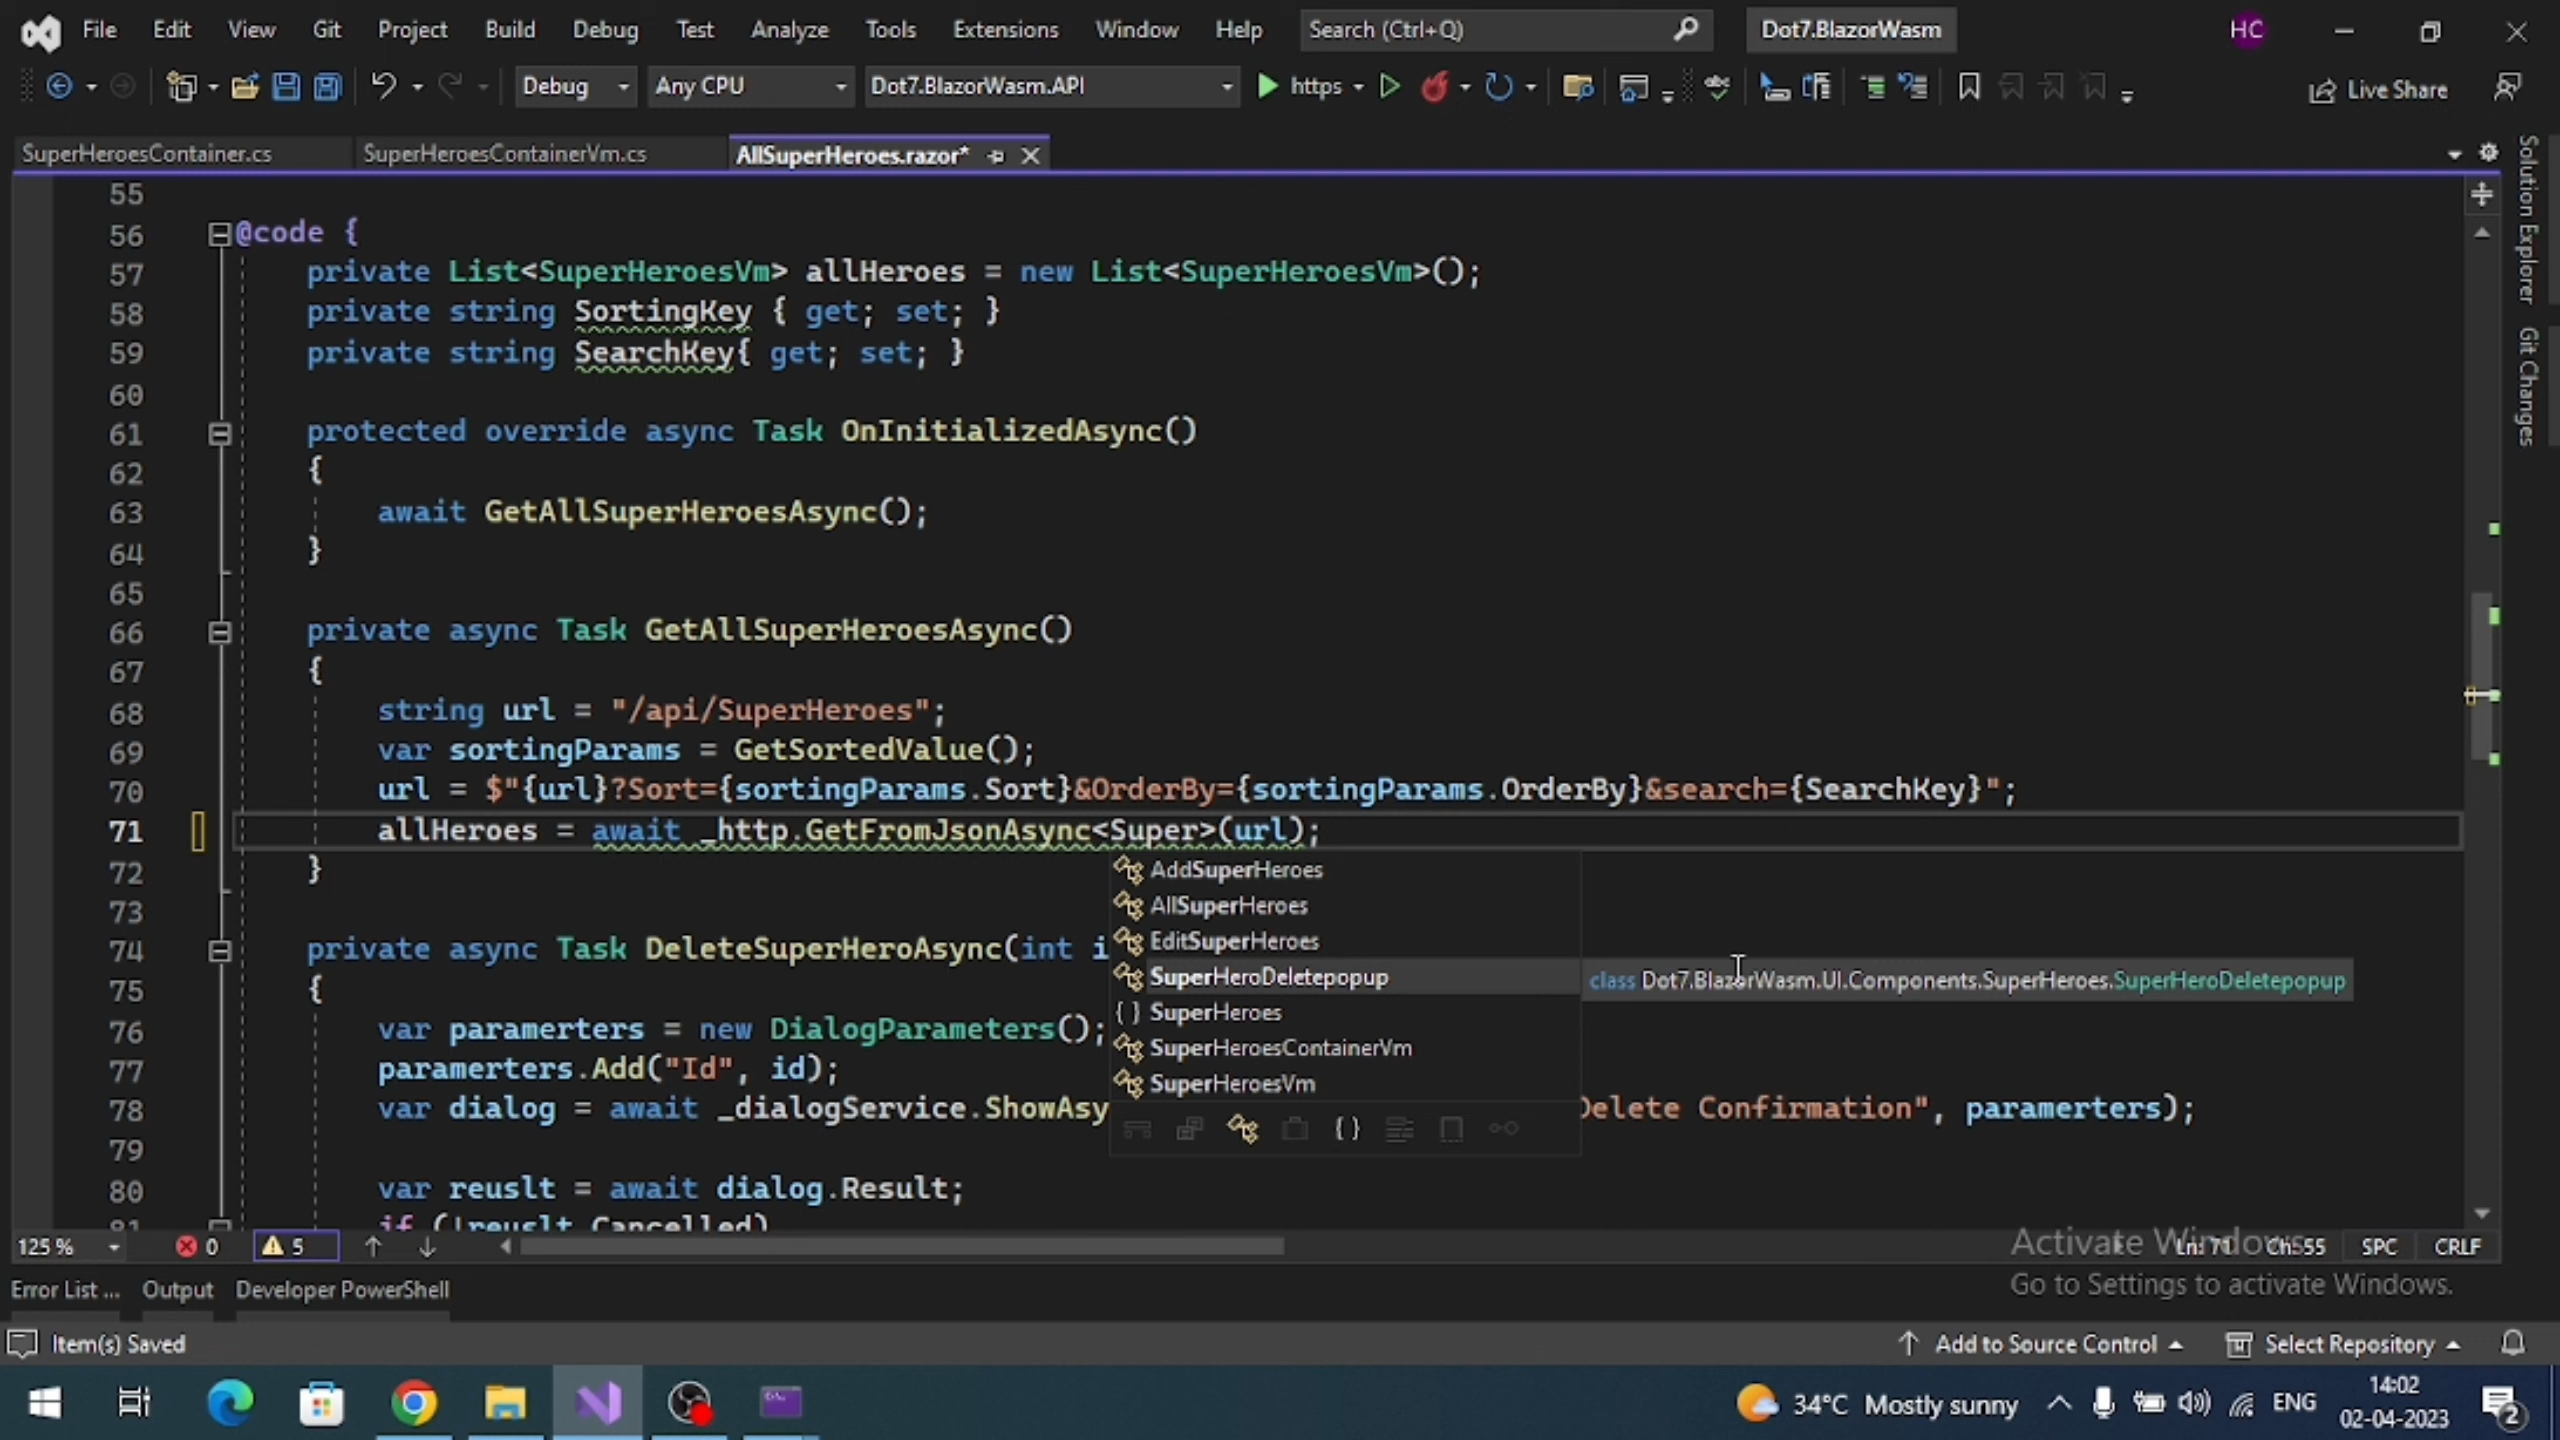 File Edit View Git Project Build Debug Test Analyze Tools Extensions Window Help Search (Ctrl+Q) Dot7.BlazorWasm HC
Debug Any CPU Dot7.BlazorWasm.API https Live Share
SuperHeroesContainer.cs SuperHeroesContainerVm.cs AllSuperHeroes.razor*
Solution Explorer
Git Changes
55
56 @code {
57 private List<SuperHeroesVm> allHeroes = new List<SuperHeroesVm>();
58 private string SortingKey { get; set; }
59 private string SearchKey{ get; set; }
60
61 protected override async Task OnInitializedAsync()
62 {
63 await GetAllSuperHeroesAsync();
64 }
65
66 private async Task GetAllSuperHeroesAsync()
67 {
68 string url = "/api/SuperHeroes";
69 var sortingParams = GetSortedValue();
70 url = $"{url}?Sort={sortingParams.Sort}&OrderBy={sortingParams.OrderBy}&search={SearchKey}";
71 allHeroes = await _http.GetFromJsonAsync<Super>(url);
72 }
73
74 private async Task DeleteSuperHeroAsync(int i
75 {
76 var paramerters = new DialogParameters();
77 paramerters.Add("Id", id);
78 var dialog = await _dialogService.ShowAsy Delete Confirmation", paramerters);
79
80 var reuslt = await dialog.Result;
81 if (!reuslt.Cancelled)
AddSuperHeroes
AllSuperHeroes
EditSuperHeroes
SuperHeroDeletepopup class Dot7.BlazorWasm.UI.Components.SuperHeroes.SuperHeroDeletepopup
{ } SuperHeroes
SuperHeroesContainerVm
SuperHeroesVm
{ }
125 % 0 5 Ln: 71 Ch: 55 SPC CRLF
Activate Windows
Go to Settings to activate Windows.
Error List ... Output Developer PowerShell
Item(s) Saved Add to Source Control Select Repository
34°C Mostly sunny ENG 14:02
02-04-2023 2